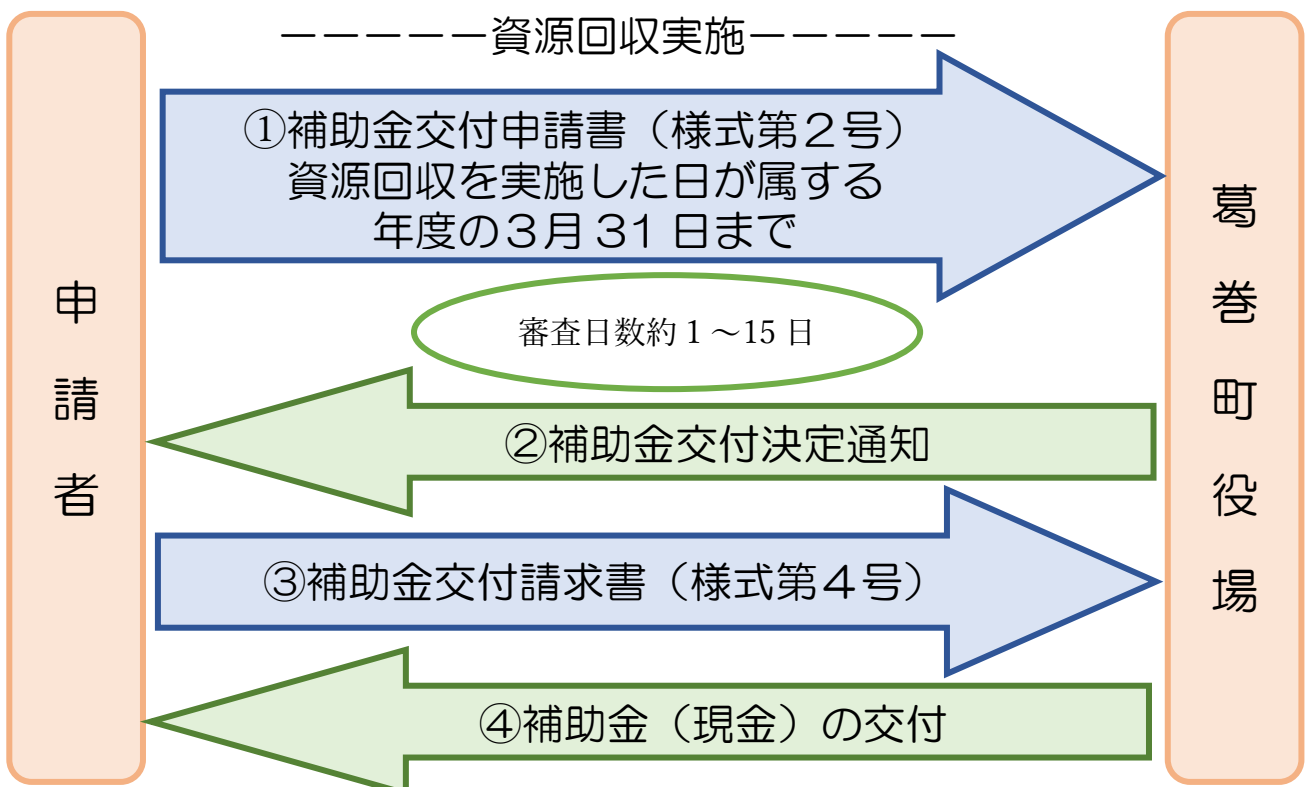 ーーーーー資源回収実施ーーーーー
①補助金交付申請書（様式第２号）
資源回収を実施した日が属する
年度の３月 31 日まで
申請者
葛巻町役場
審査日数約 1 ～15 日
②補助金交付決定通知
③補助金交付請求書（様式第４号）
④補助金（現金）の交付